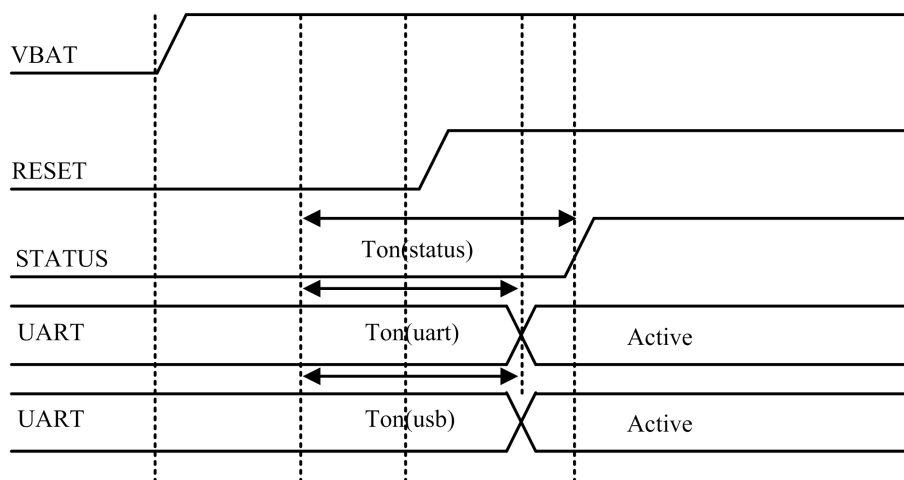 VBAT
RESET
Ton(status)
STATUS
UART Ton(uart) Active
UART Ton(usb) Active